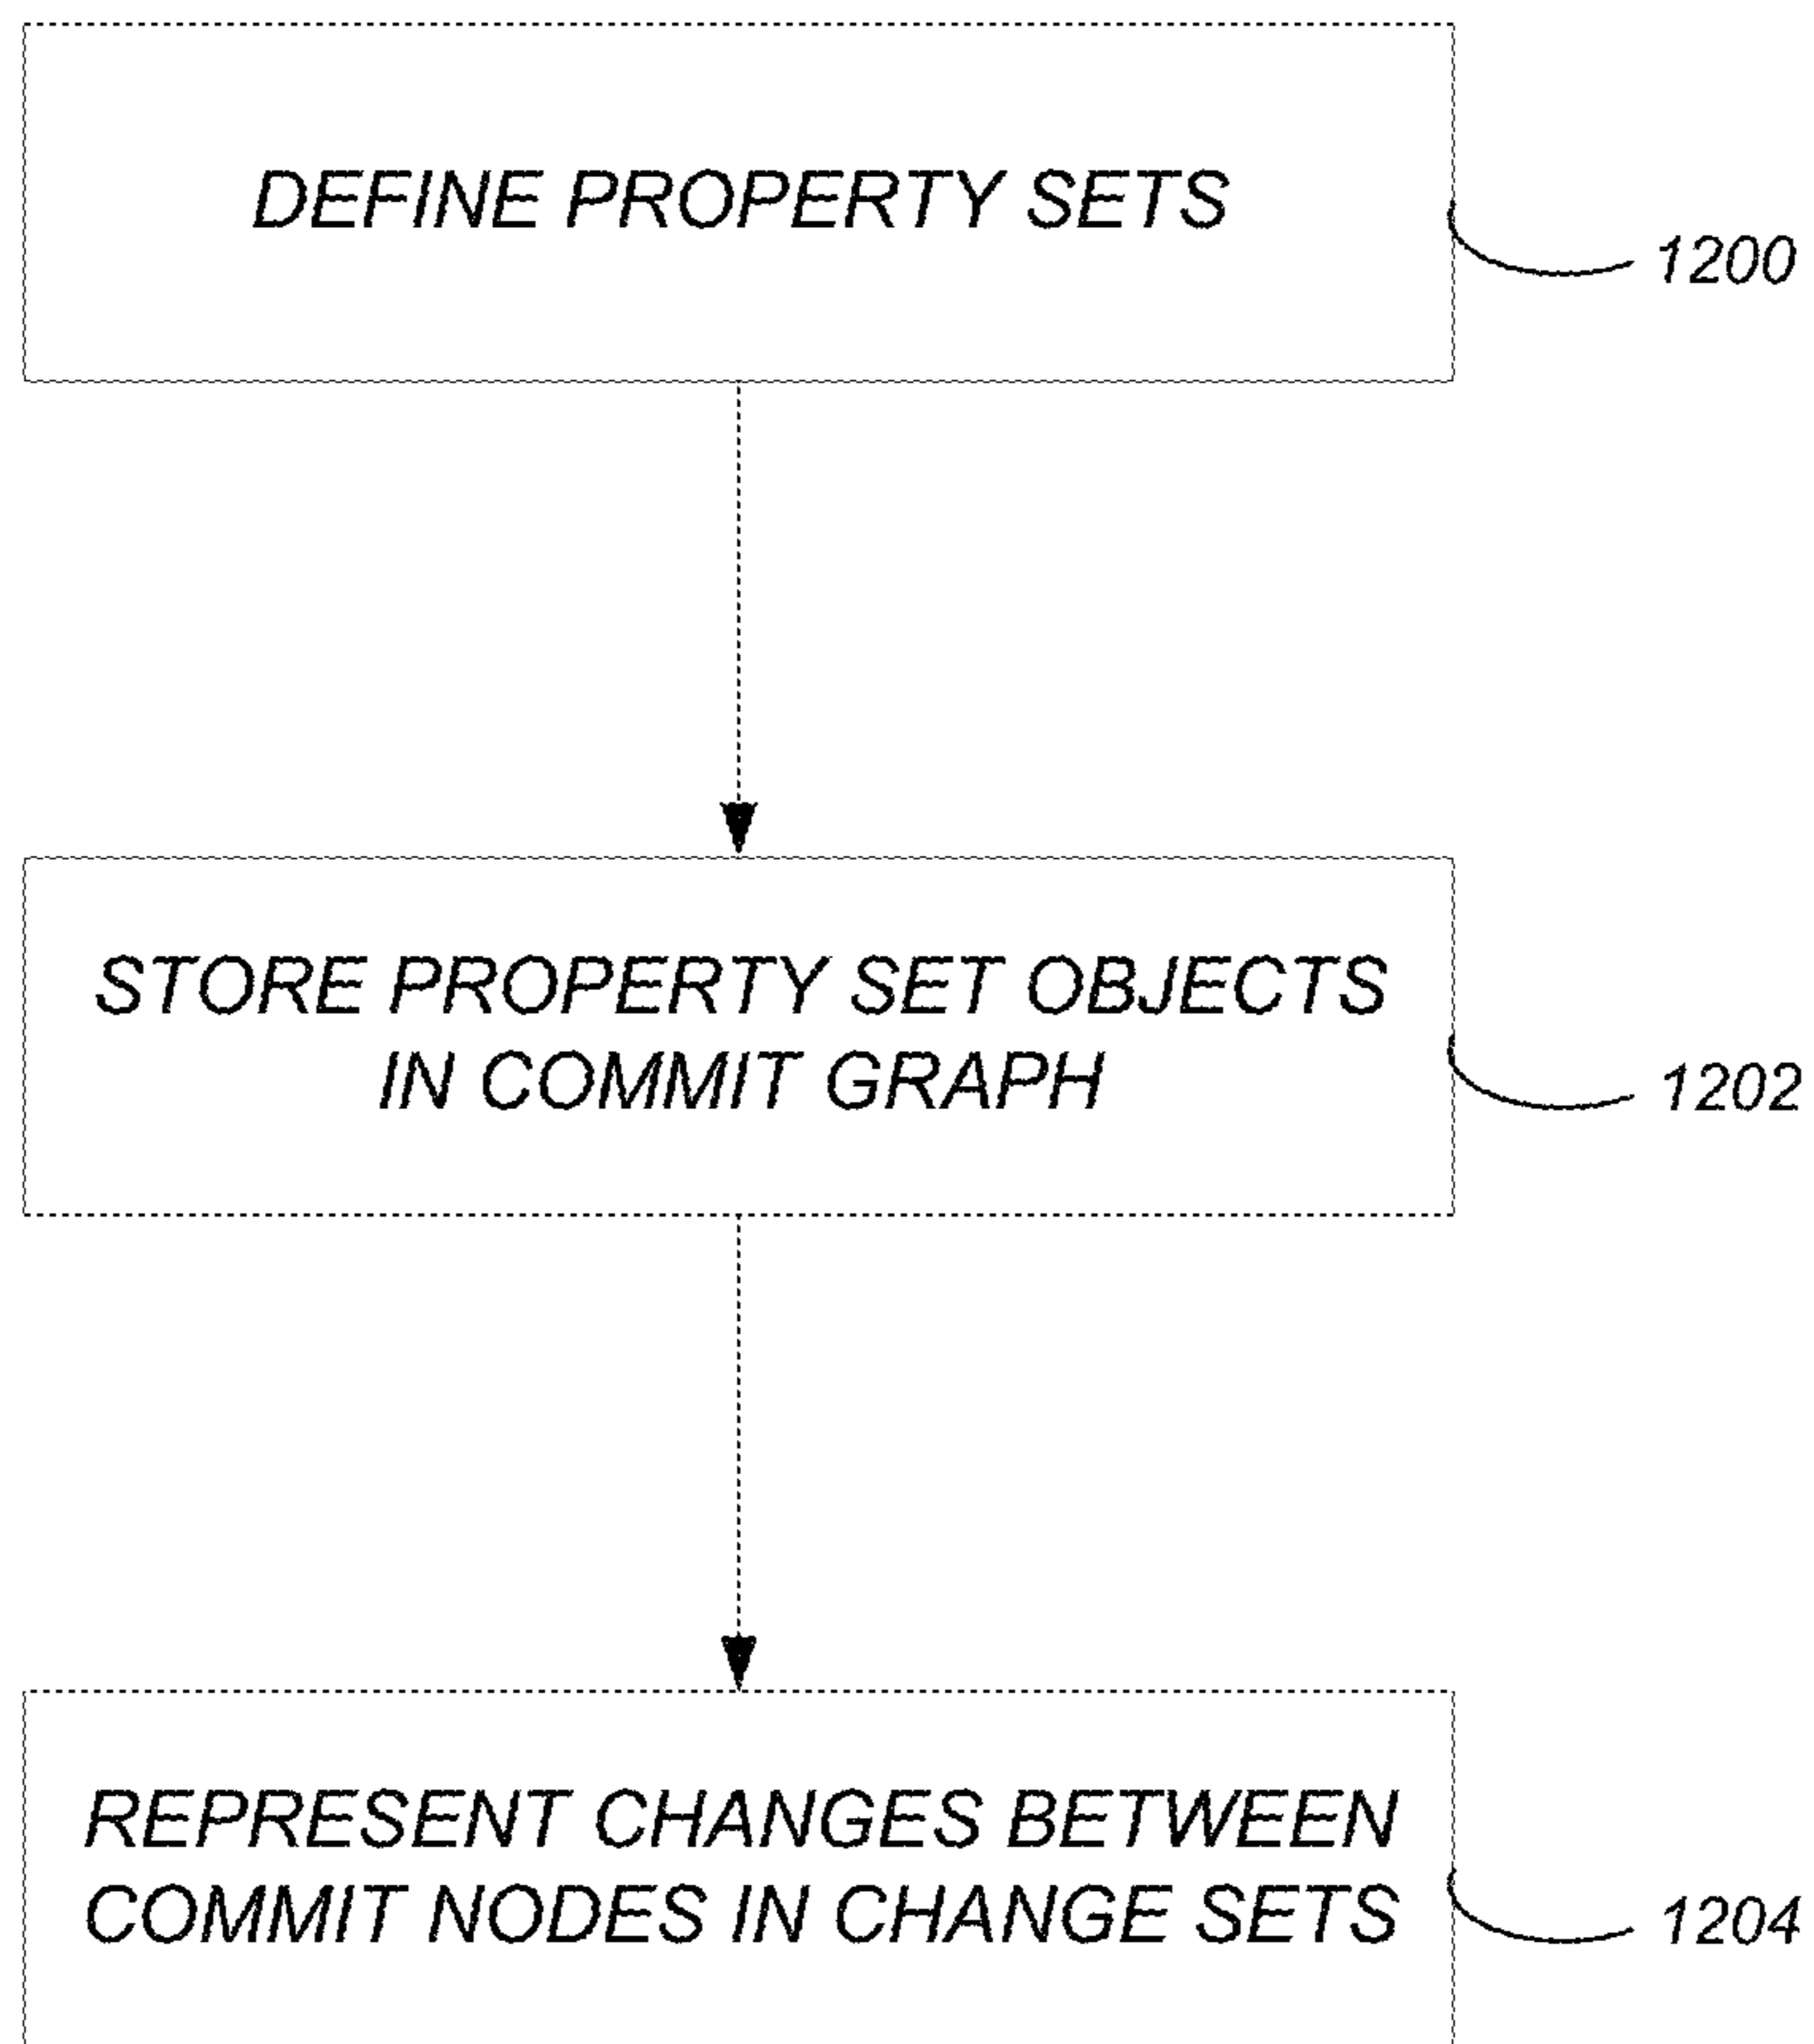 DEFINE PROPERTY SETS
1200
STORE PROPERTY SET OBJECTS
IN COMMIT GRAPH
1202
REPRESENT CHANGES BETWEEN
COMMIT NODES IN CHANGE SETS
1204